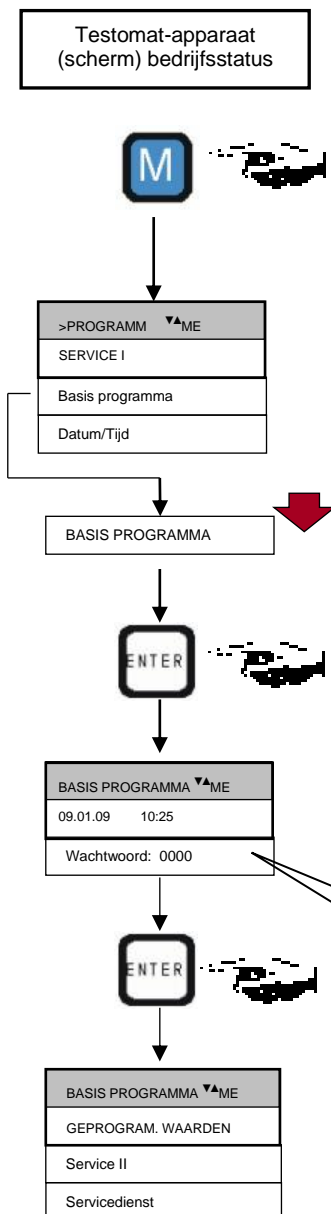 Testomat-apparaat
(scherm) bedrijfsstatus
M
>PROGRAMM ▼▲ME
SERVICE I
Basis programma
Datum/Tijd
BASIS PROGRAMMA
ENTER
BASIS PROGRAMMA ▼▲ME
09.01.09 10:25
Wachtwoord: 0000
ENTER
BASIS PROGRAMMA ▼▲ME
GEPROGRAM. WAARDEN
Service II
Servicedienst